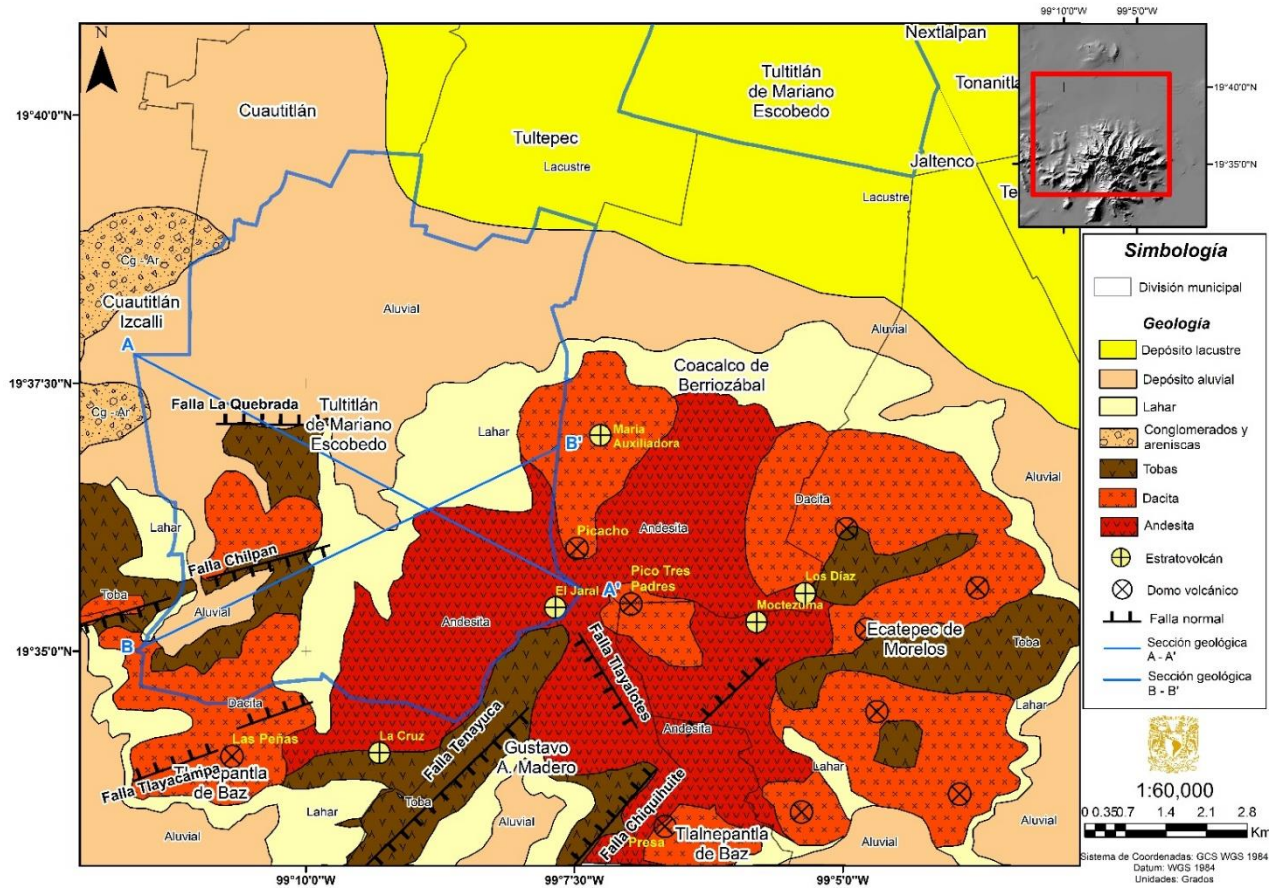 99°10'0"W
99°5'0"W
N
Nextlalpan
Cuautitlán
Tultitlán
de Mariano
Escobedo
Tonanitla
19°40'0"N
19°40'0"N
Tultepec
Lacustre
Jaltenco
19°35'0"N
Lacustre
Te
Cg - Ar
Cuautitlán
Izcalli
A
Aluvial
Aluvial
Coacalco de
Berriozábal
19°37'30"N
Cg - Ar
Falla La Quebrada
Tultitlán
de Mariano
Escobedo
Lahar
Maria
Auxiliadora
B'
Aluvial
Lahar
Dacita
Falla Chilpan
Picacho
Andesita
Toba
Aluvial
El Jaral
A'
Pico Tres
Padres
Los Díaz
Moctezuma
Andesita
B
19°35'0"N
Ecatepec de
Morelos
Toba
Falla Tlayalotes
Dacita
Lahar
Las Peñas
La Cruz
Falla Tenayuca
Andesita
Falla Tlayacampa
Tlalnepantla
de Baz
Gustavo
A. Madero
Lahar
Lahar
Toba
Falla Chiquihuite
Aluvial
Aluvial
Presa
Tlalnepantla
de Baz
Aluvial
99°10'0"W
99°7'30"W
99°5'0"W
Simbología
División municipal
Geología
Depósito lacustre
Depósito aluvial
Lahar
Conglomerados y
areniscas
Tobas
Dacita
Andesita
Estratovolcán
Domo volcánico
Falla normal
Sección geológica
A - A'
Sección geológica
B - B'
1:60,000
0 0.35 0.7 1.4 2.1 2.8
Km
Sistema de Coordenadas: GCS WGS 1984
Datum: WGS 1984
Unidades: Grados